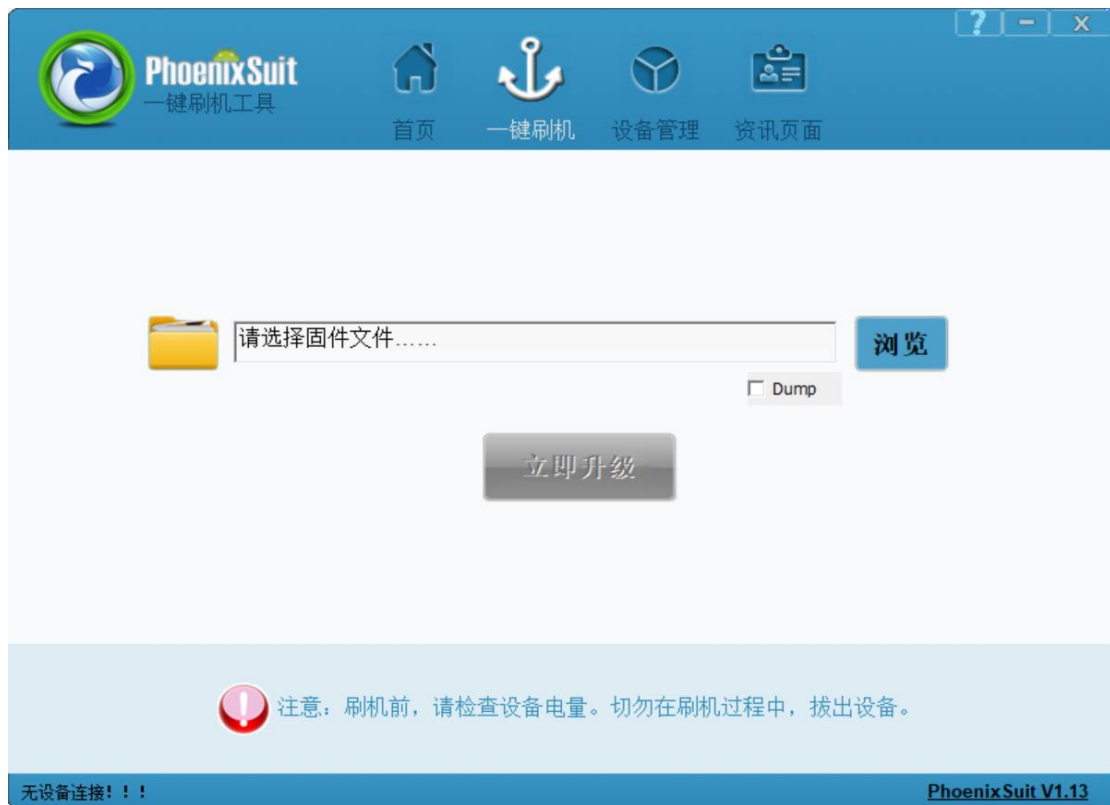 ? - x
PhoenixSuit
一键刷机工具
首页 一键刷机 设备管理 资讯页面
请选择固件文件……
浏览
Dump
立即升级
注意：刷机前，请检查设备电量。切勿在刷机过程中，拔出设备。
无设备连接！！！
PhoenixSuit V1.13